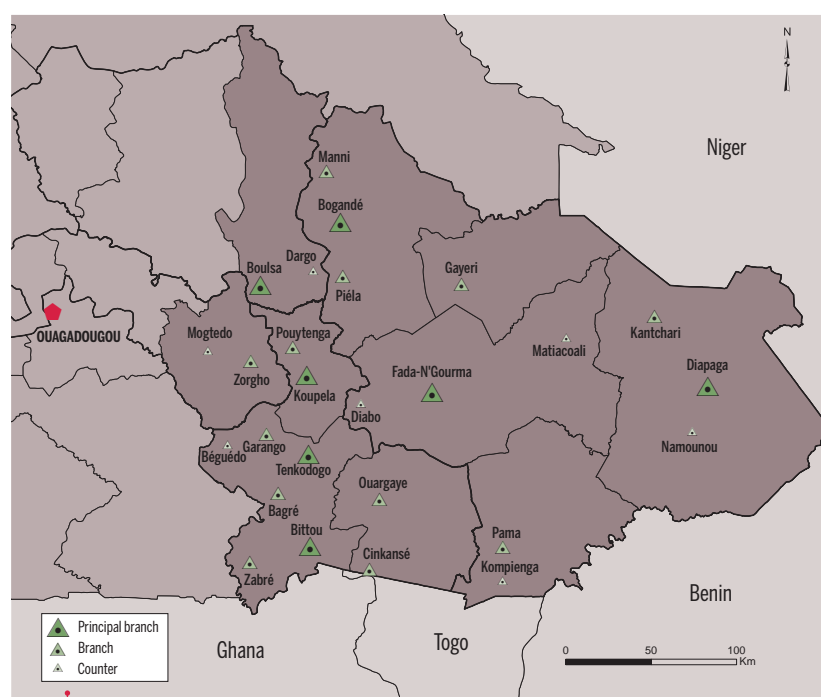 N
Niger
Manni
Bogandé
Dargo
Boulsa
Piéla
Gayeri
OUAGADOUGOU
Mogtedo
Pouytenga
Zorgho
Koupela
Diabo
Fada-N'Gourma
Matiacoali
Kantchari
Diapaga
Namounou
Garango
Béguédo
Tenkodogo
Ouargaye
Bagré
Bittou
Zabré
Cinkansé
Pama
Kompienga
Benin
Ghana
Togo
Principal branch
Branch
Counter
0 50 100
Km